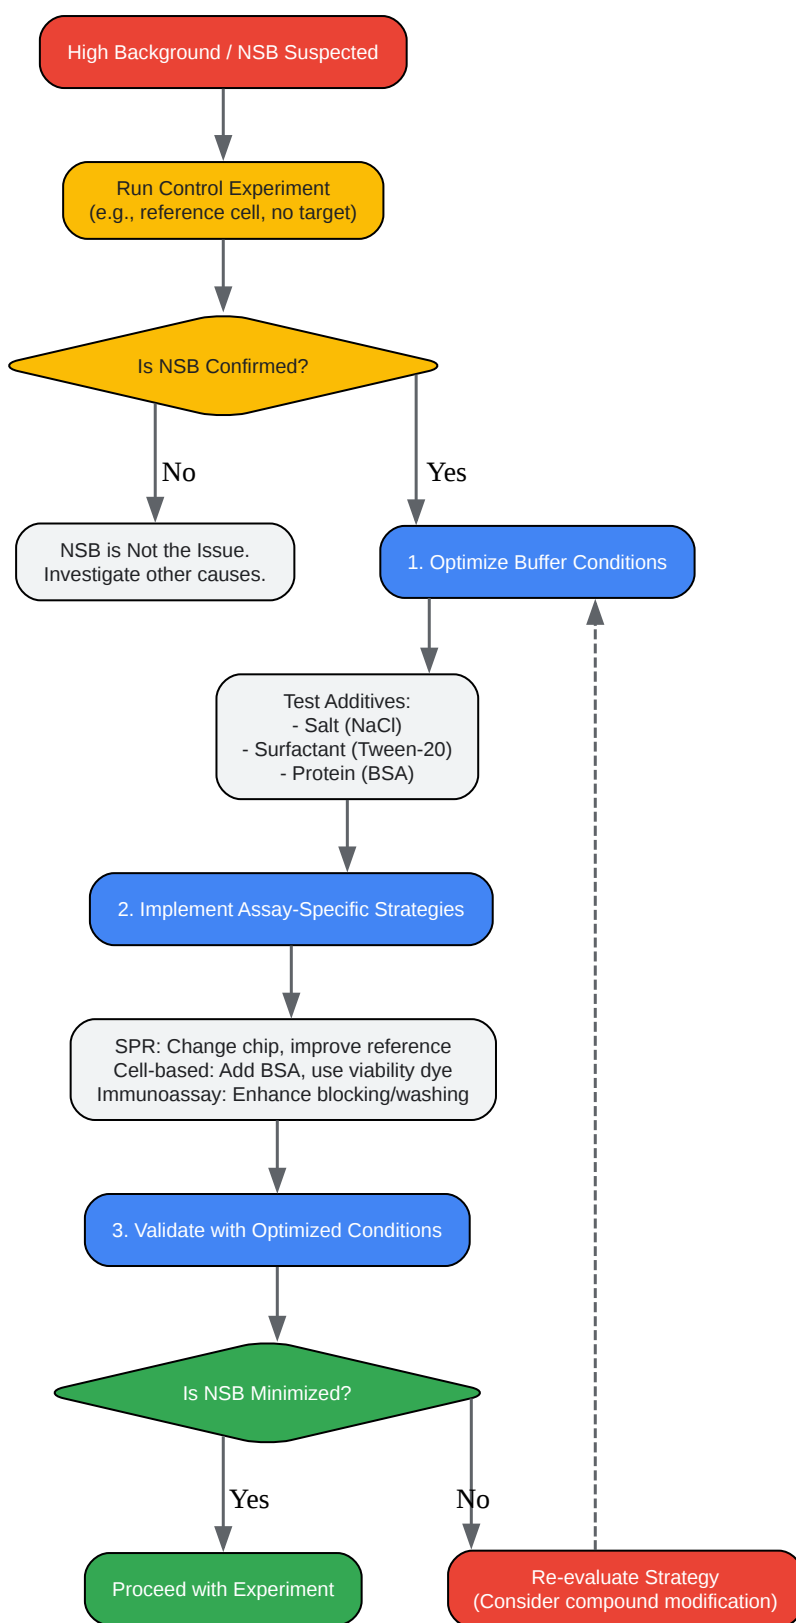 High Background / NSB Suspected
Run Control Experiment
(e.g., reference cell, no target)
Is NSB Confirmed?
No
Yes
NSB is Not the Issue.
Investigate other causes.
1. Optimize Buffer Conditions
Test Additives:
- Salt (NaCl)
- Surfactant (Tween-20)
- Protein (BSA)
2. Implement Assay-Specific Strategies
SPR: Change chip, improve reference
Cell-based: Add BSA, use viability dye
Immunoassay: Enhance blocking/washing
3. Validate with Optimized Conditions
Is NSB Minimized?
Yes
No
Proceed with Experiment
Re-evaluate Strategy
(Consider compound modification)